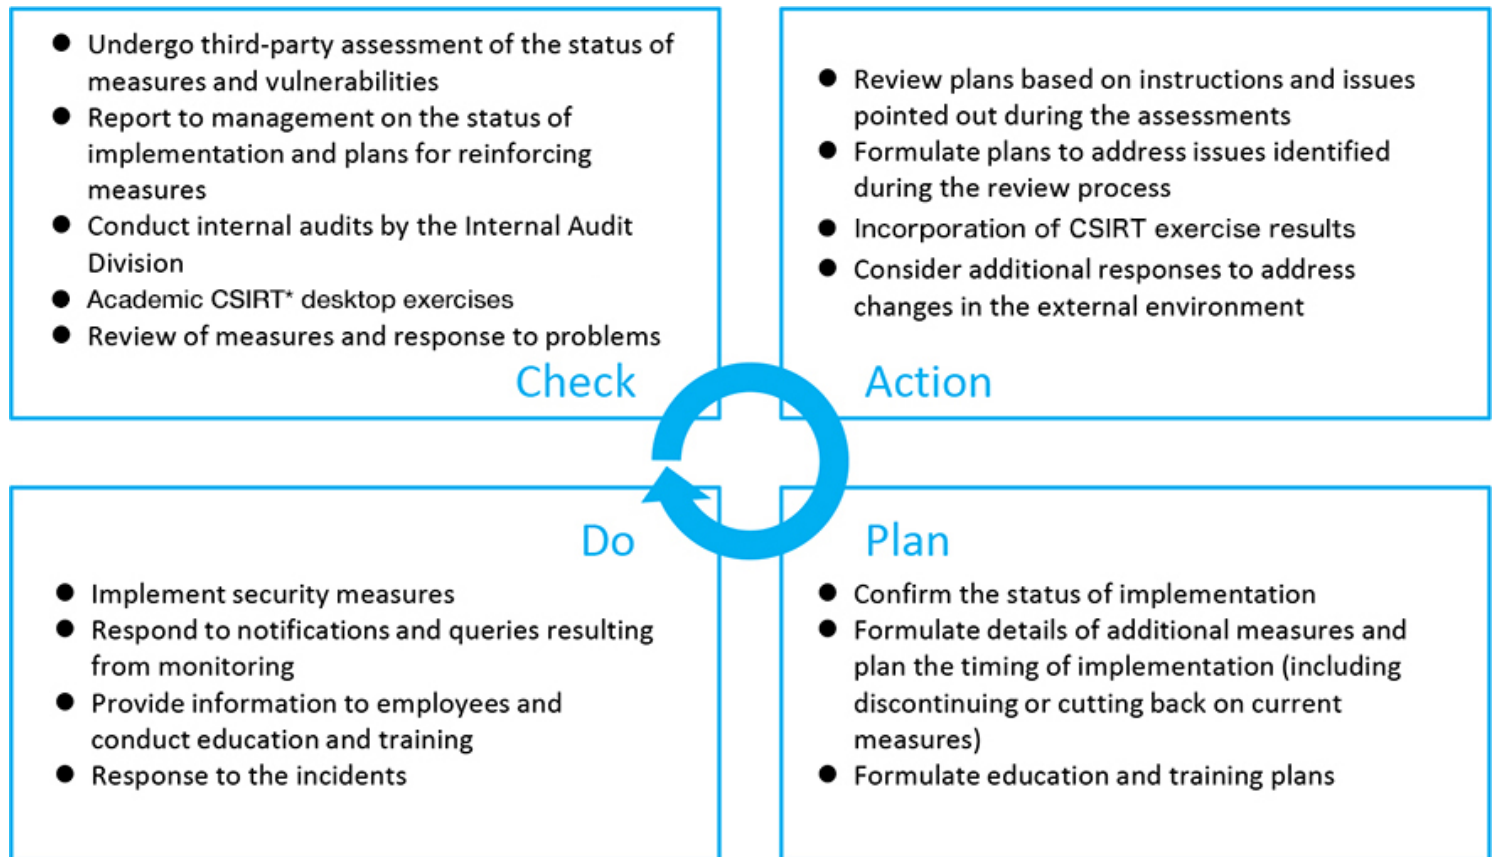 ● Undergo third-party assessment of the status of
measures and vulnerabilities
● Report to management on the status of
implementation and plans for reinforcing
measures
● Conduct internal audits by the Internal Audit
Division
● Academic CSIRT* desktop exercises
● Review of measures and response to problems
Check
● Review plans based on instructions and issues
pointed out during the assessments
● Formulate plans to address issues identified
during the review process
● Incorporation of CSIRT exercise results
● Consider additional responses to address
changes in the external environment
Action
Do
● Implement security measures
● Respond to notifications and queries resulting
from monitoring
● Provide information to employees and
conduct education and training
● Response to the incidents
Plan
● Confirm the status of implementation
● Formulate details of additional measures and
plan the timing of implementation (including
discontinuing or cutting back on current
measures)
● Formulate education and training plans